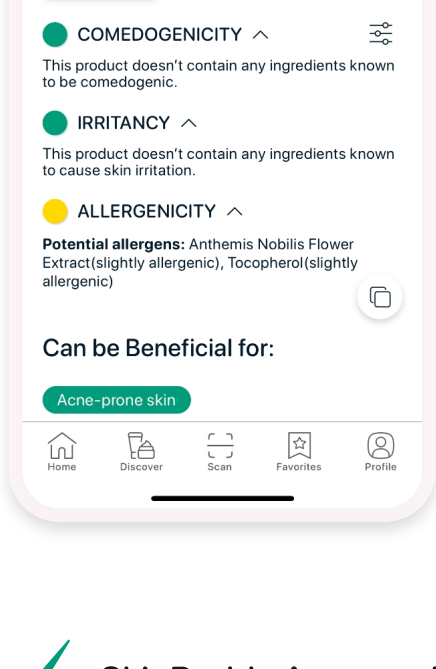 COMEDOGENICITY
This product doesn't contain any ingredients known
to be comedogenic.
IRRITANCY
This product doesn't contain any ingredients known
to cause skin irritation.
ALLERGENICITY
Potential allergens: Anthemis Nobilis Flower
Extract(slightly allergenic), Tocopherol(slightly
allergenic)
Can be Beneficial for:
Acne-prone skin
Home Discover Scan Favorites Profile